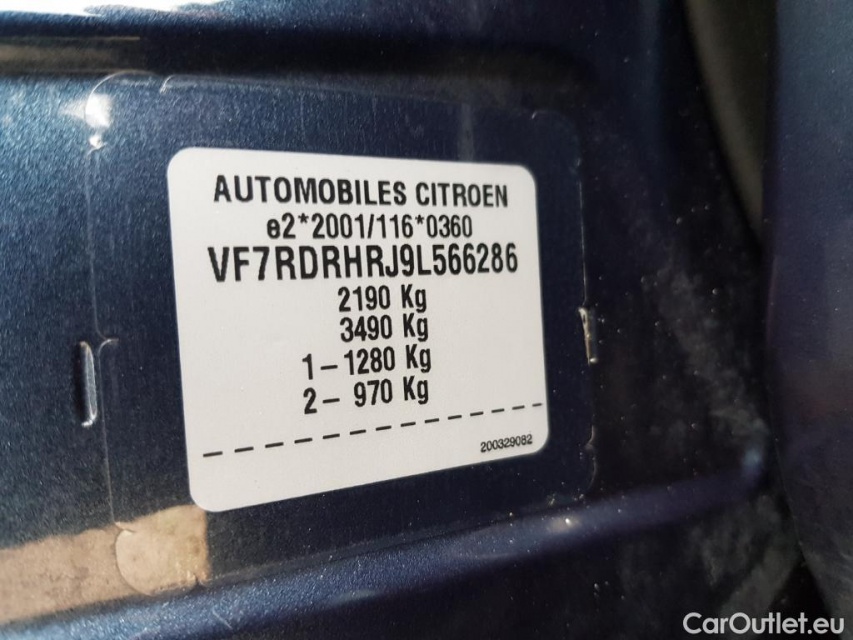 AUTOMOBILES CITROEN
e2*2001/116*0360
VF7RDRHRJ9L566286
2190 Kg
3490 Kg
1 – 1280 Kg
2 – 970 Kg
200329082
CarOutlet.eu